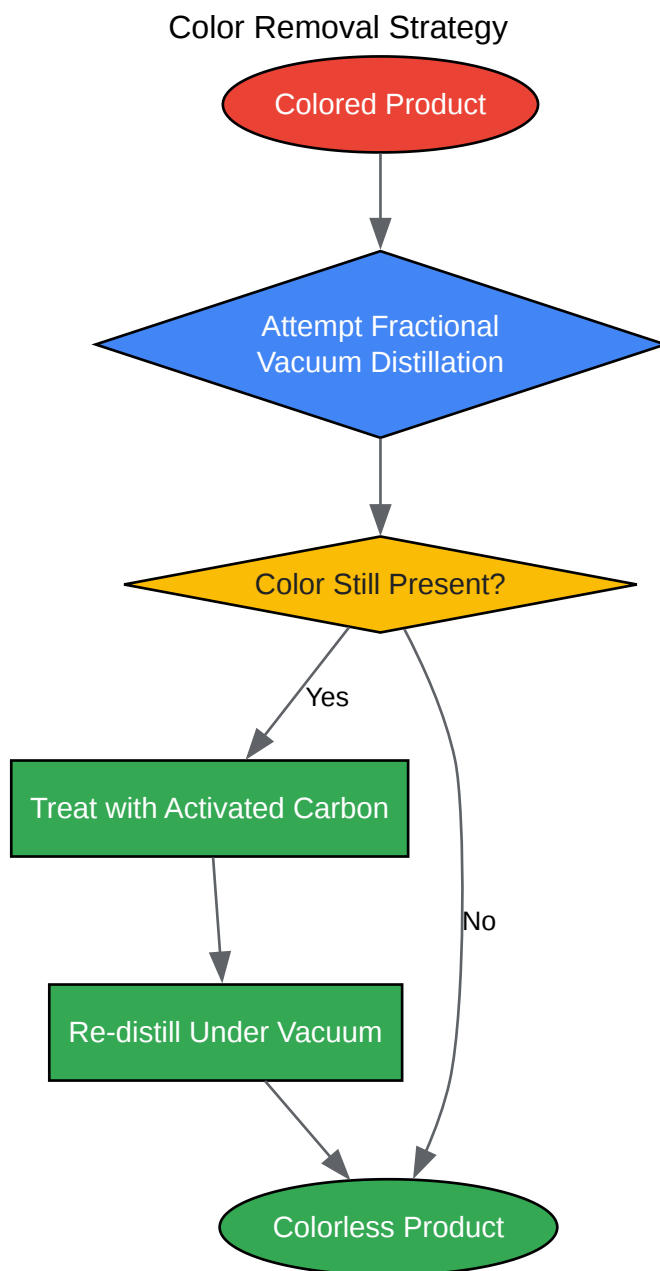 Color Removal Strategy
Colored Product
Attempt Fractional
Vacuum Distillation
Color Still Present?
Yes
Treat with Activated Carbon
No
Re-distill Under Vacuum
Colorless Product